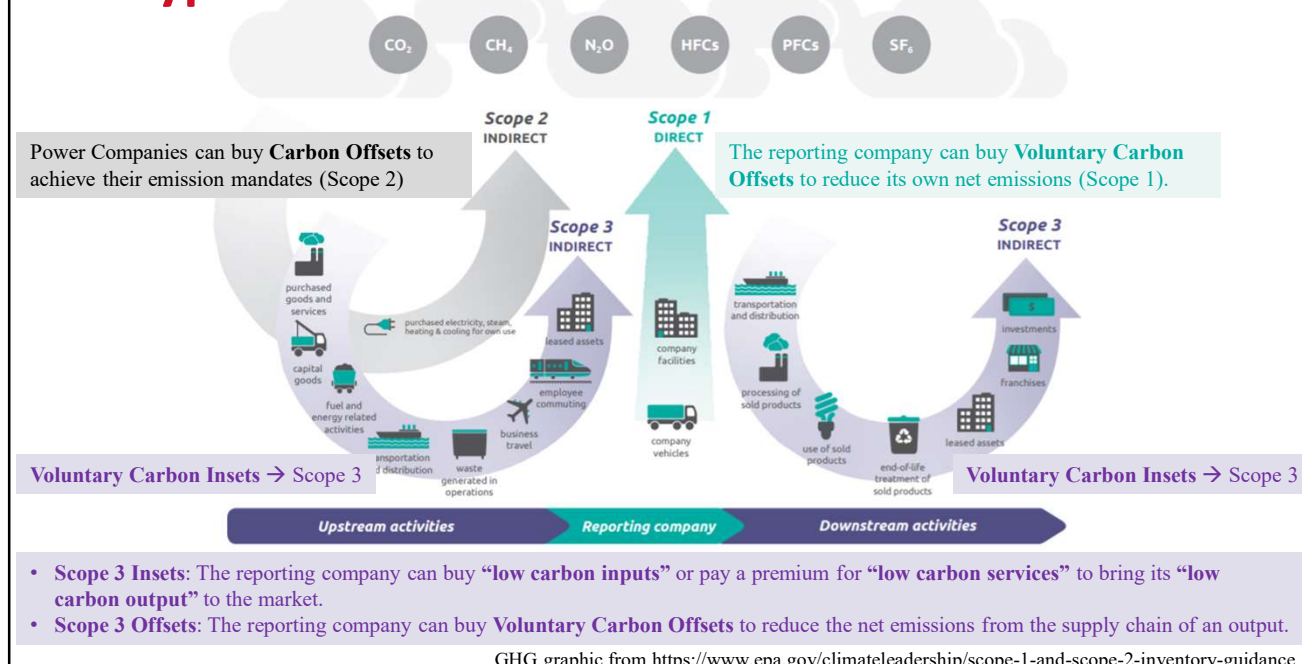 CO₂ CH₄ N₂O HFCs PFCs SF₆
Scope 2
INDIRECT
Scope 1
DIRECT
Power Companies can buy Carbon Offsets to
achieve their emission mandates (Scope 2)
The reporting company can buy Voluntary Carbon
Offsets to reduce its own net emissions (Scope 1).
Scope 3
INDIRECT
Scope 3
INDIRECT
purchased
goods and
services
purchased electricity, steam,
heating & cooling for own use
capital
goods
fuel and
energy related
activities
distribution
waste
generated in
operations
business
travel
employee
commuting
leased assets
company
facilities
company
vehicles
transportation
and distribution
processing of
sold products
use of sold
products
end-of-life
treatment of
sold products
leased assets
franchises
investments
Voluntary Carbon Insets → Scope 3
Voluntary Carbon Insets → Scope 3
Upstream activities
Reporting company
Downstream activities
• Scope 3 Insets: The reporting company can buy “low carbon inputs” or pay a premium for “low carbon services” to bring its “low
carbon output” to the market.
• Scope 3 Offsets: The reporting company can buy Voluntary Carbon Offsets to reduce the net emissions from the supply chain of an output.
GHG graphic from https://www.epa.gov/climateleadership/scope-1-and-scope-2-inventory-guidance